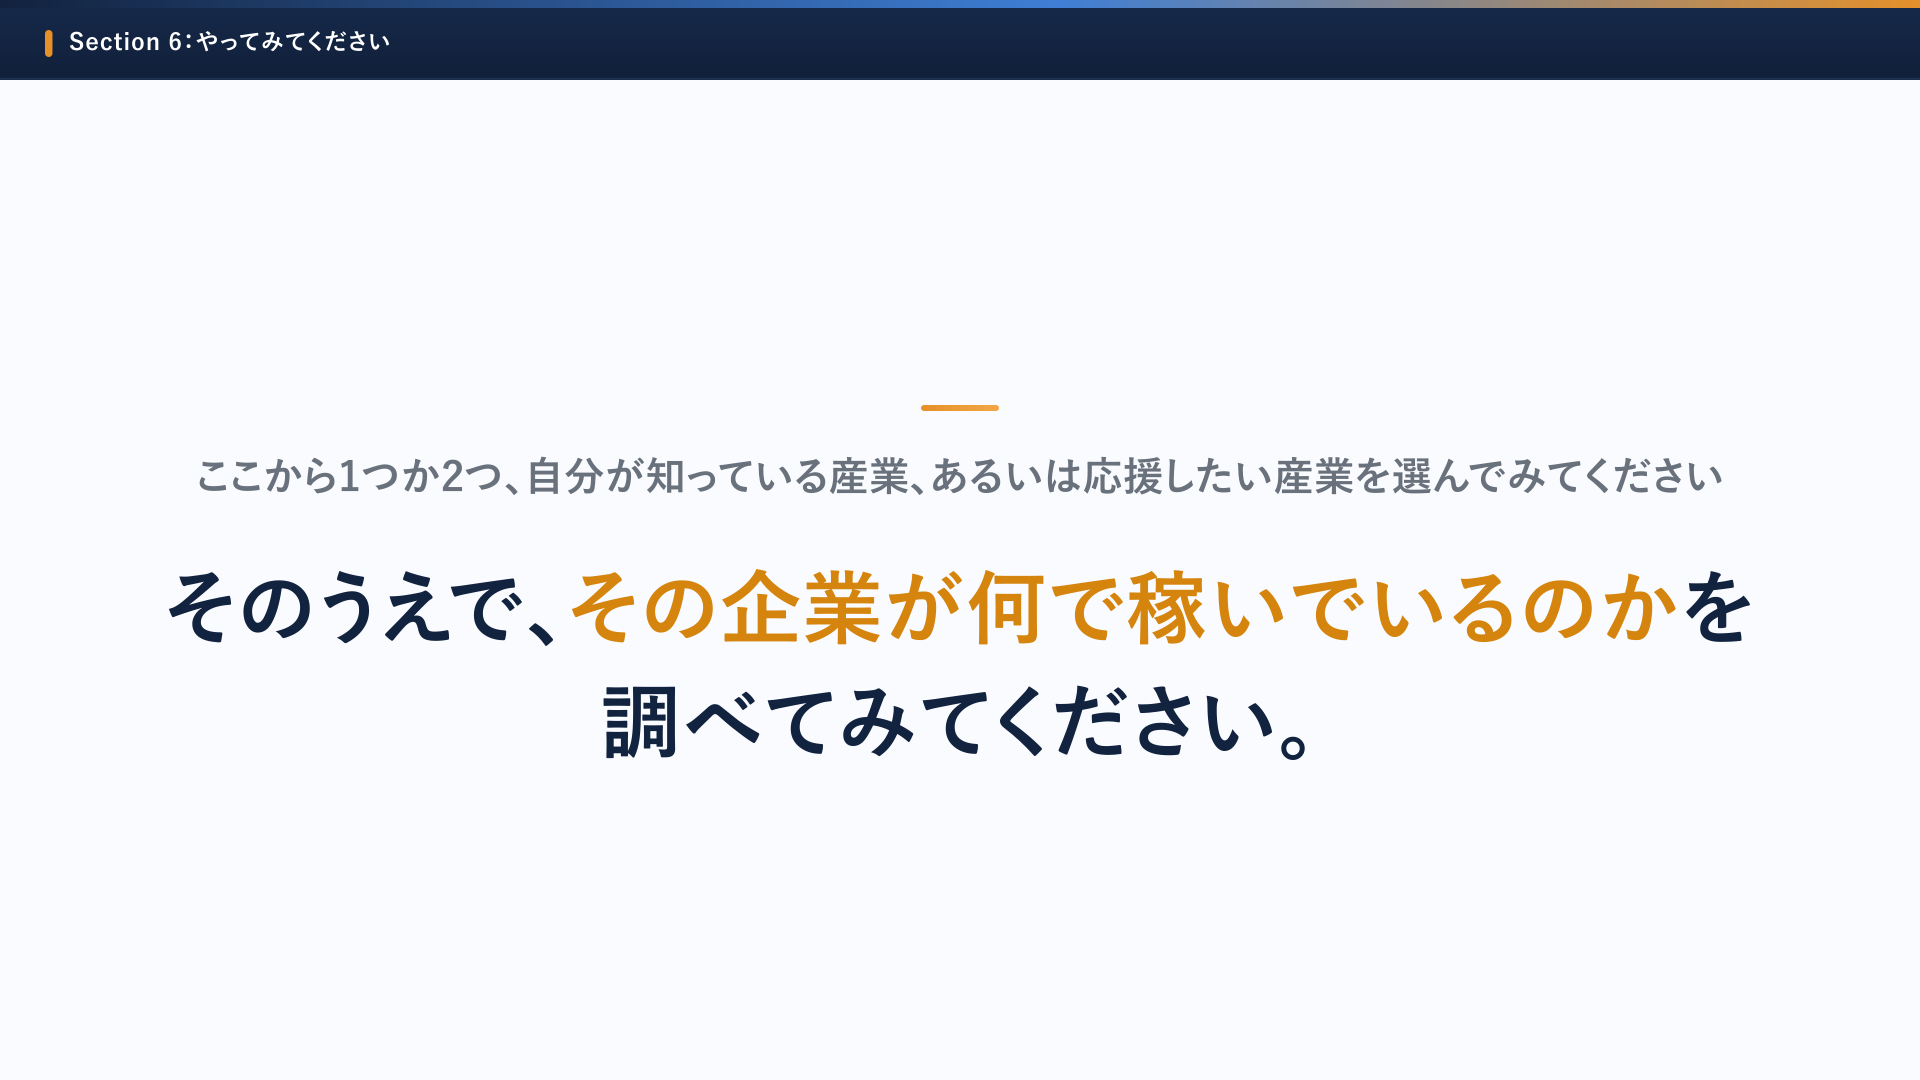 Section 6：やってみてください
ここから1つか2つ、自分が知っている産業、あるいは応援したい産業を選んでみてください
そのうえで、その企業が何で稼いでいるのかを
調べてみてください。